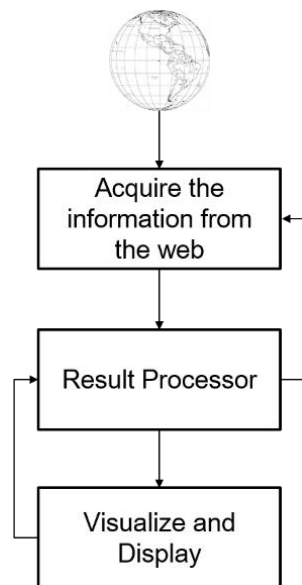 Acquire the
information from
the web
Result Processor
Visualize and
Display